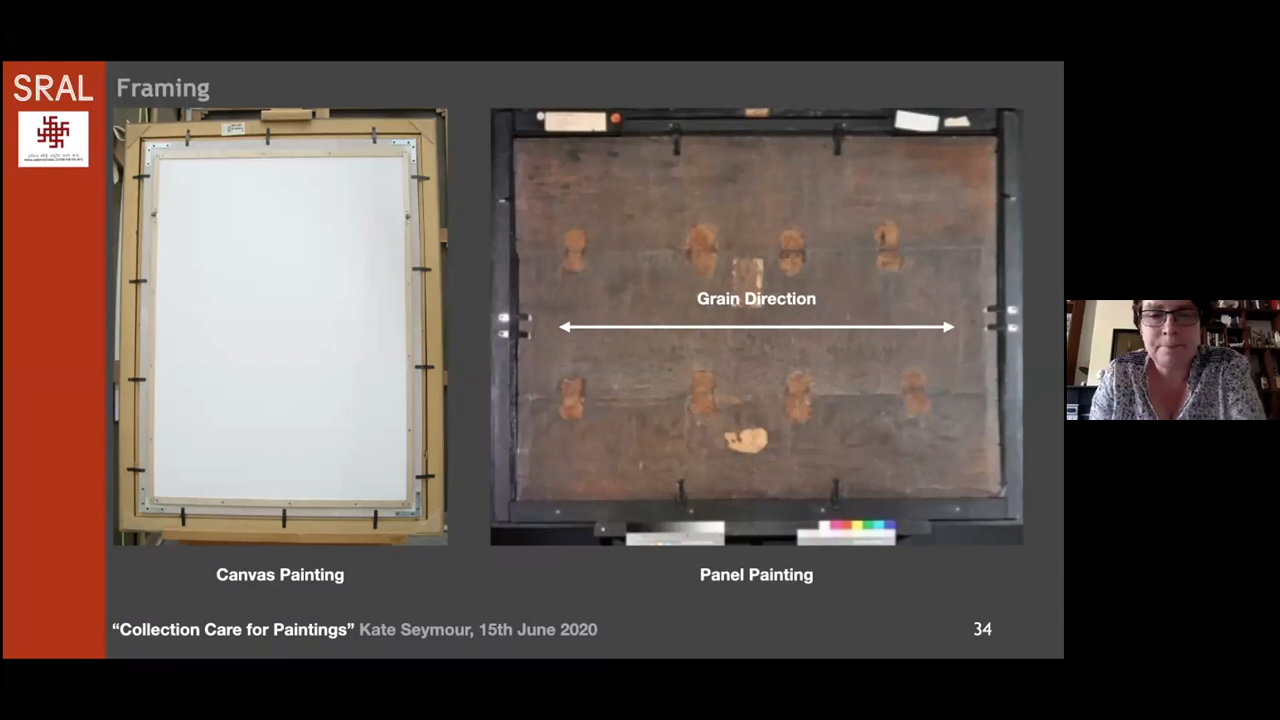 SRAL
Framing
Grain Direction
Canvas Painting
Panel Painting
“Collection Care for Paintings” Kate Seymour, 15th June 2020
34